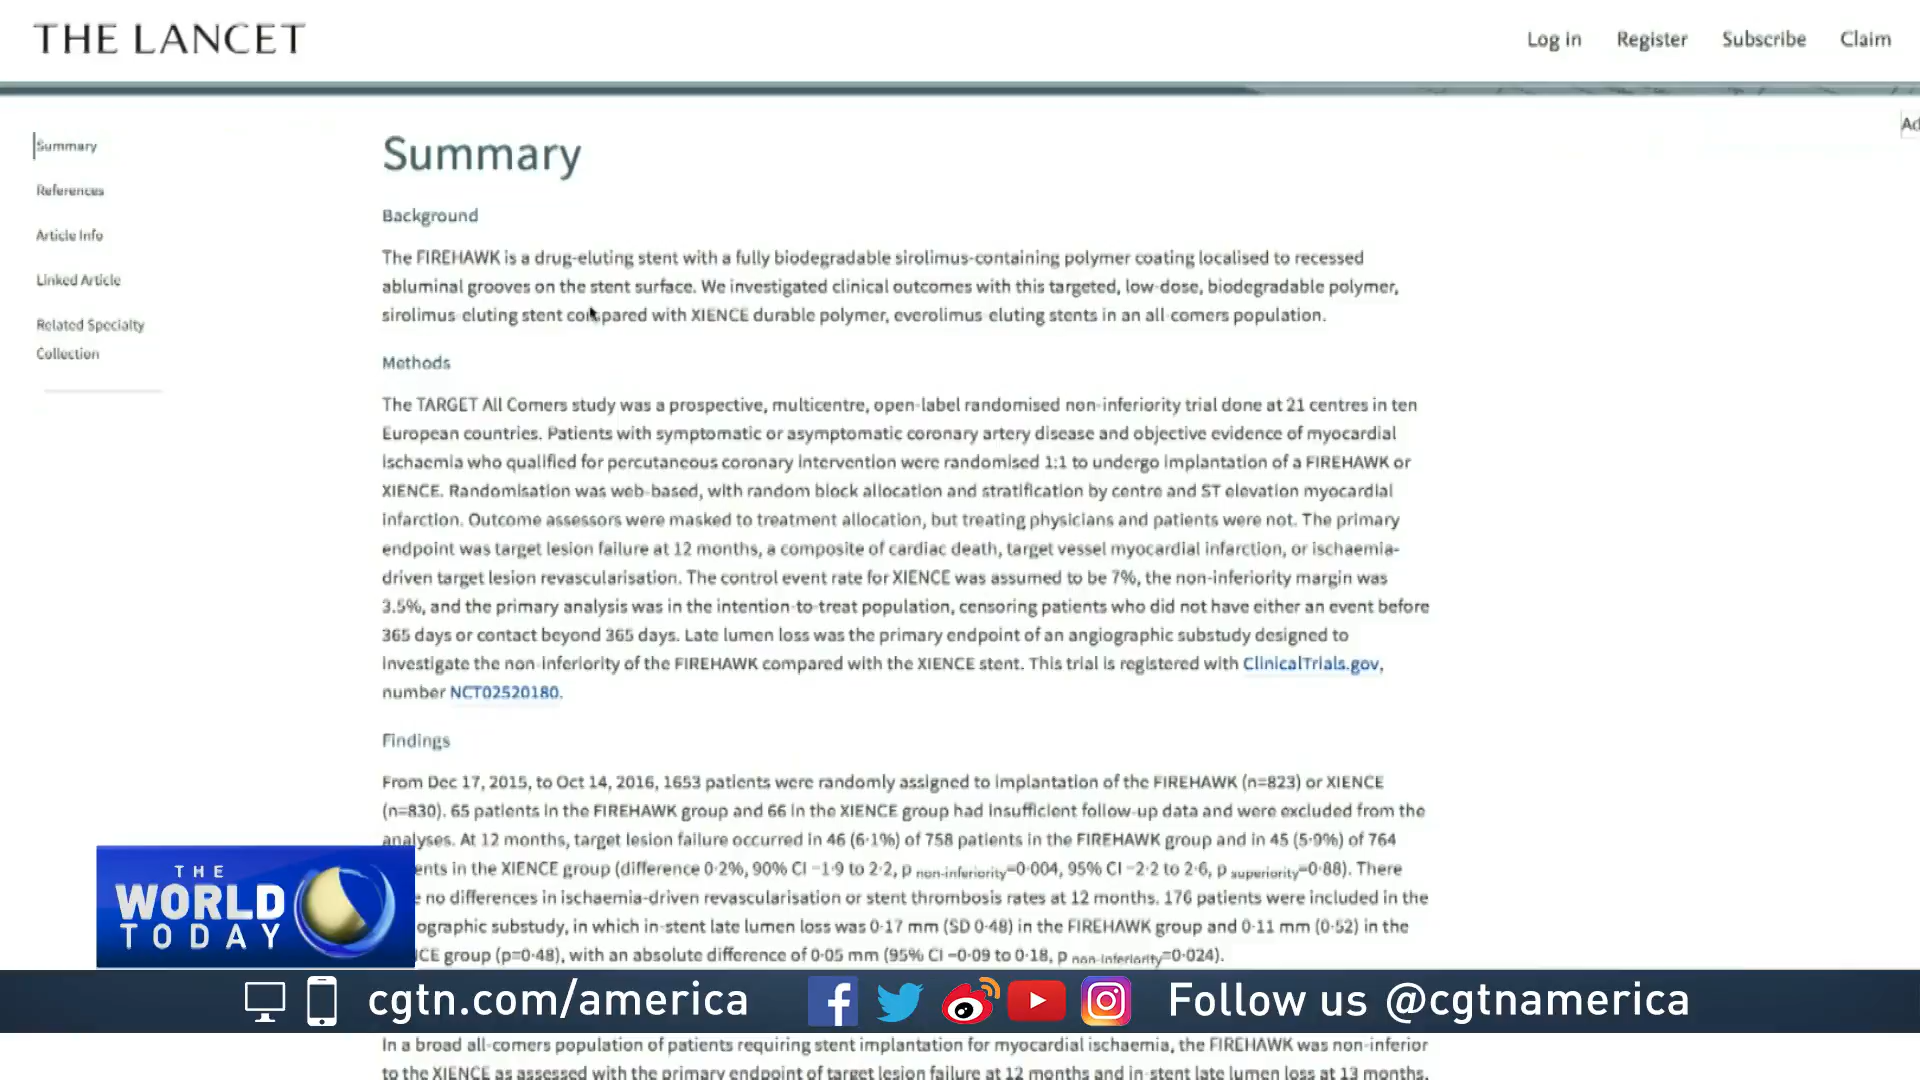 THE LANCET
Log in
Register
Subscribe
Claim
Ad
Summary
References
Article Info
Linked Article
Related Specialty
Collection
Summary
Background
The FIREHAWK is a drug-eluting stent with a fully biodegradable sirolimus-containing polymer coating localised to recessed
abluminal grooves on the stent surface. We investigated clinical outcomes with this targeted, low-dose, biodegradable polymer,
sirolimus-eluting stent compared with XIENCE durable polymer, everolimus-eluting stents in an all-comers population.
Methods
The TARGET All Comers study was a prospective, multicentre, open-label randomised non-inferiority trial done at 21 centres in ten
European countries. Patients with symptomatic or asymptomatic coronary artery disease and objective evidence of myocardial
ischaemia who qualified for percutaneous coronary intervention were randomised 1:1 to undergo implantation of a FIREHAWK or
XIENCE. Randomisation was web-based, with random block allocation and stratification by centre and ST elevation myocardial
infarction. Outcome assessors were masked to treatment allocation, but treating physicians and patients were not. The primary
endpoint was target lesion failure at 12 months, a composite of cardiac death, target vessel myocardial infarction, or ischaemia-
driven target lesion revascularisation. The control event rate for XIENCE was assumed to be 7%, the non-inferiority margin was
3.5%, and the primary analysis was in the intention-to-treat population, censoring patients who did not have either an event before
365 days or contact beyond 365 days. Late lumen loss was the primary endpoint of an angiographic substudy designed to
investigate the non-inferiority of the FIREHAWK compared with the XIENCE stent. This trial is registered with ClinicalTrials.gov,
number NCT02520180.
Findings
From Dec 17, 2015, to Oct 14, 2016, 1653 patients were randomly assigned to implantation of the FIREHAWK (n=823) or XIENCE
(n=830). 65 patients in the FIREHAWK group and 66 in the XIENCE group had insufficient follow-up data and were excluded from the
analyses. At 12 months, target lesion failure occurred in 46 (6·1%) of 758 patients in the FIREHAWK group and in 45 (5·9%) of 764
ents in the XIENCE group (difference 0·2%, 90% CI −1·9 to 2·2, p non-inferiority=0·004, 95% CI −2·2 to 2·6, p superiority=0·88). There
no differences in ischaemia-driven revascularisation or stent thrombosis rates at 12 months. 176 patients were included in the
ographic substudy, in which in-stent late lumen loss was 0·17 mm (SD 0·48) in the FIREHAWK group and 0·11 mm (0·52) in the
CE group (p=0·48), with an absolute difference of 0·05 mm (95% CI −0·09 to 0·18, p non-inferiority=0·024).
THE
WORLD
TODAY
cgtn.com/america
Follow us @cgtnamerica
In a broad all-comers population of patients requiring stent implantation for myocardial ischaemia, the FIREHAWK was non-inferior
to the XIENCE as assessed with the primary endpoint of target lesion failure at 12 months and in-stent late lumen loss at 13 months.